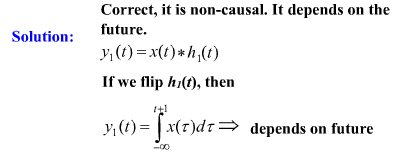 Correct, it is non-causal. It depends on the
future.
Solution:
y₁(t) = x(t) * h₁(t)
If we flip h₁(t), then
y₁(t) = ∫_{-∞}^{t+1} x(τ)dτ ⇒ depends on future